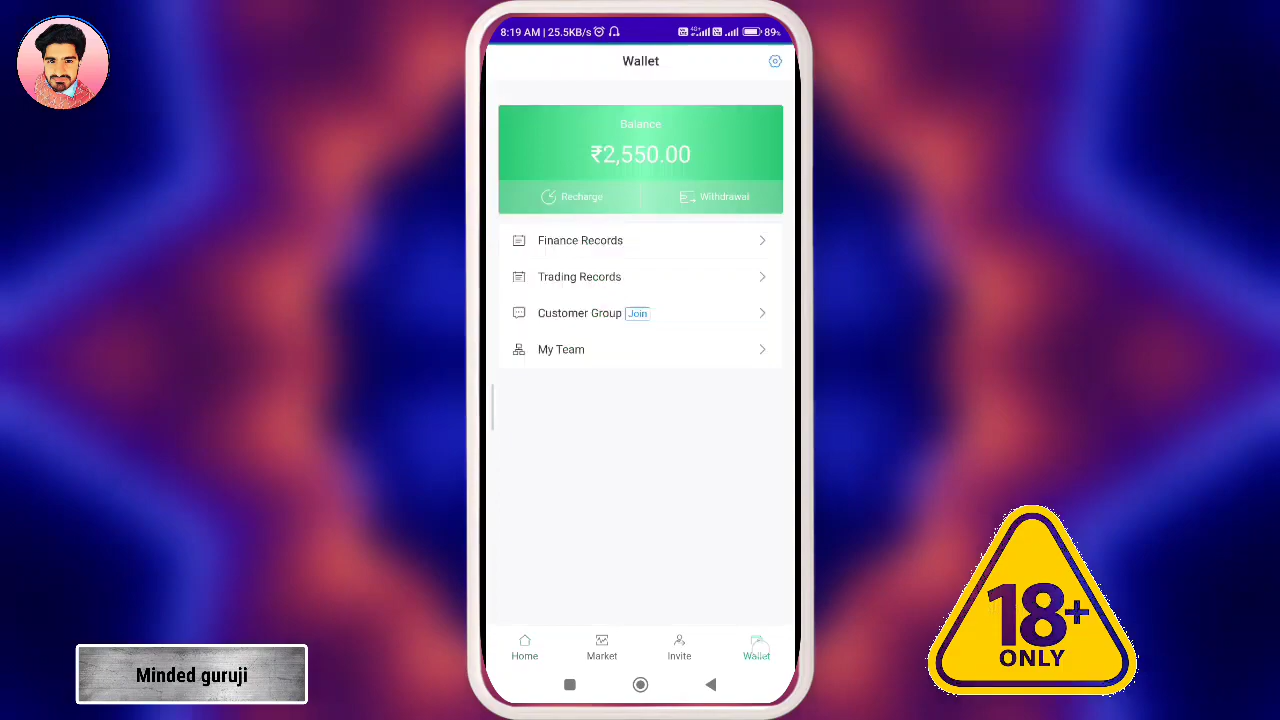 8:19 AM | 25.5KB/s
4G+
89%
Wallet
Balance
₹2,550.00
Recharge
Withdrawal
Finance Records
Trading Records
Customer Group Join
My Team
Home
Market
Invite
Wallet
Minded guruji
18+
ONLY